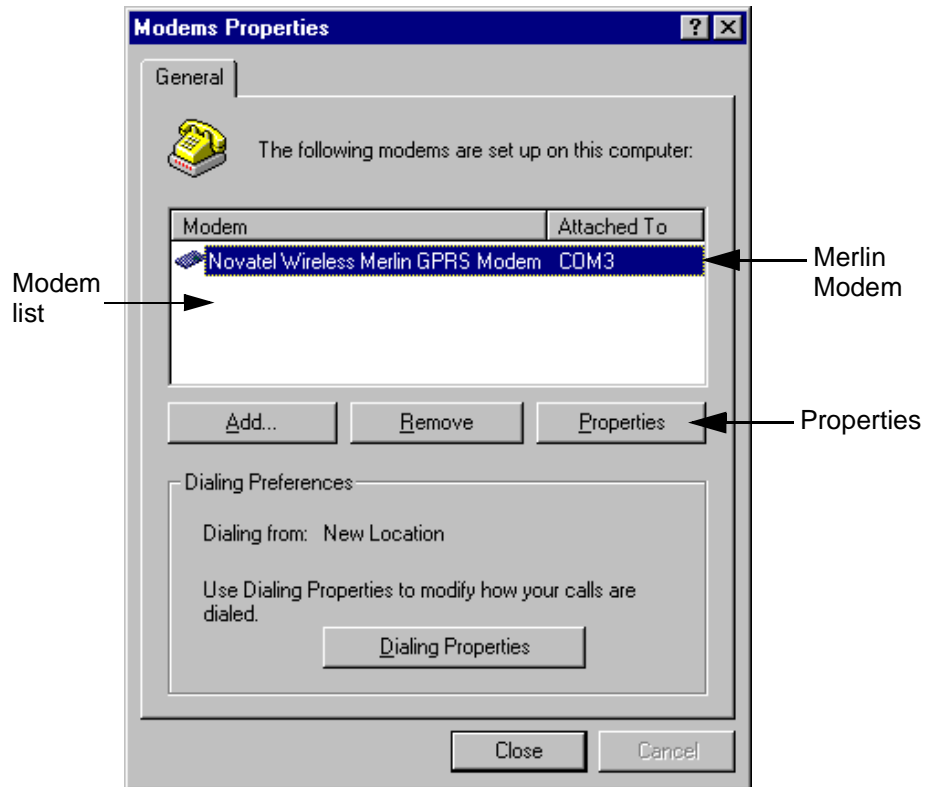 Modems Properties
General
The following modems are set up on this computer:
Modem Attached To
Novatel Wireless Merlin GPRS Modem COM3
Modem
list
Merlin
Modem
Add... Remove Properties
Properties
Dialing Preferences
Dialing from: New Location
Use Dialing Properties to modify how your calls are
dialed.
Dialing Properties
Close Cancel